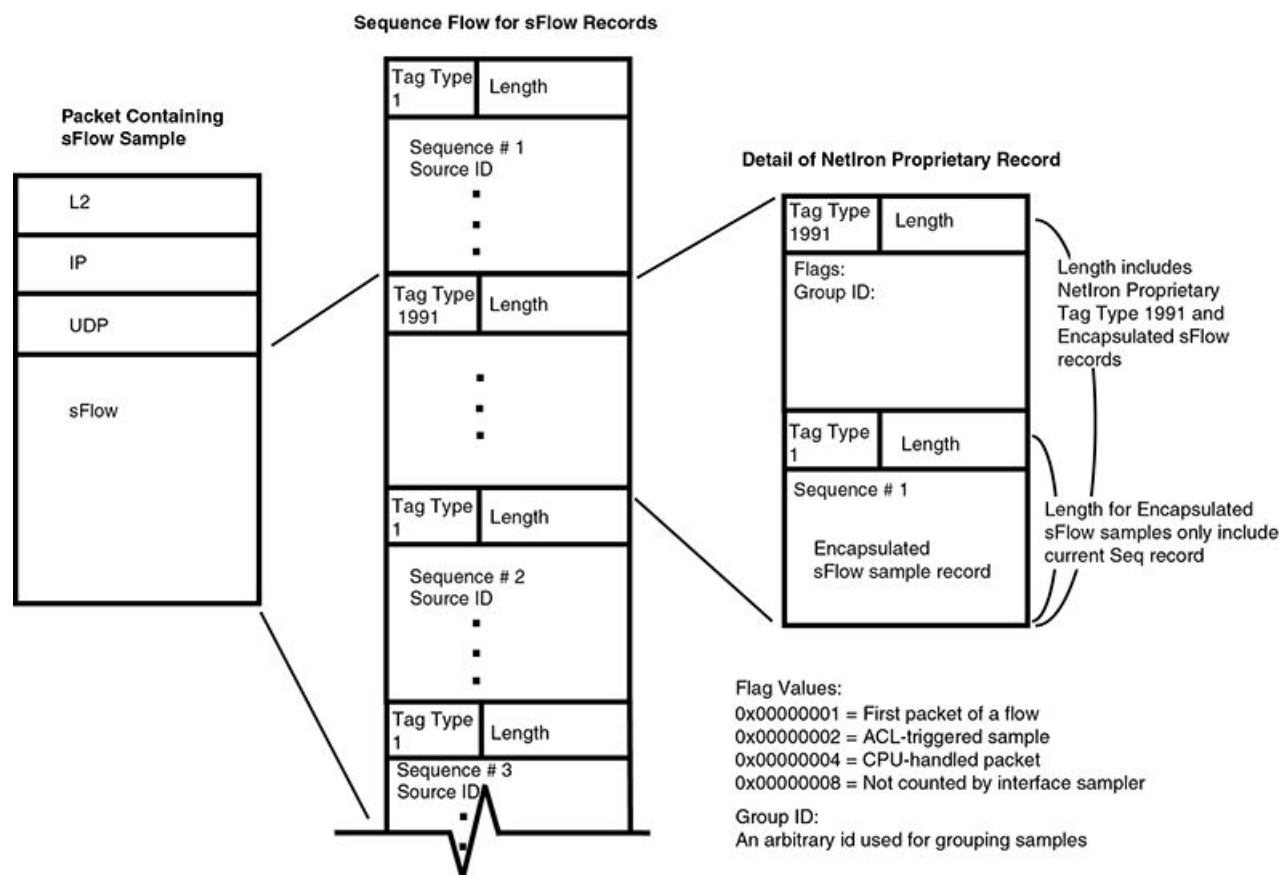 Sequence Flow for sFlow Records
Packet Containing
sFlow Sample
L2
IP
UDP
sFlow
Tag Type
1
Length
Sequence # 1
Source ID
Tag Type
1991
Length
Tag Type
1
Length
Sequence # 2
Source ID
Tag Type
1
Length
Sequence # 3
Source ID
Detail of NetIron Proprietary Record
Tag Type
1991
Length
Flags:
Group ID:
Tag Type
1
Length
Sequence # 1
Encapsulated
sFlow sample record
Length includes
NetIron Proprietary
Tag Type 1991 and
Encapsulated sFlow
records
Length for Encapsulated
sFlow samples only include
current Seq record
Flag Values:
0x00000001 = First packet of a flow
0x00000002 = ACL-triggered sample
0x00000004 = CPU-handled packet
0x00000008 = Not counted by interface sampler
Group ID:
An arbitrary id used for grouping samples